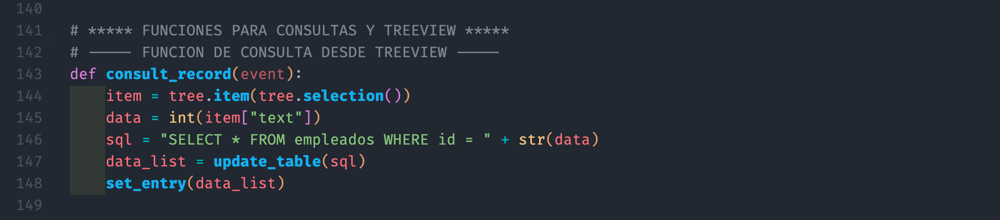 140
141 # ***** FUNCIONES PARA CONSULTAS Y TREEVIEW *****
142 # ----- FUNCION DE CONSULTA DESDE TREEVIEW -----
143 def consult_record(event):
144     item = tree.item(tree.selection())
145     data = int(item["text"])
146     sql = "SELECT * FROM empleados WHERE id = " + str(data)
147     data_list = update_table(sql)
148     set_entry(data_list)
149